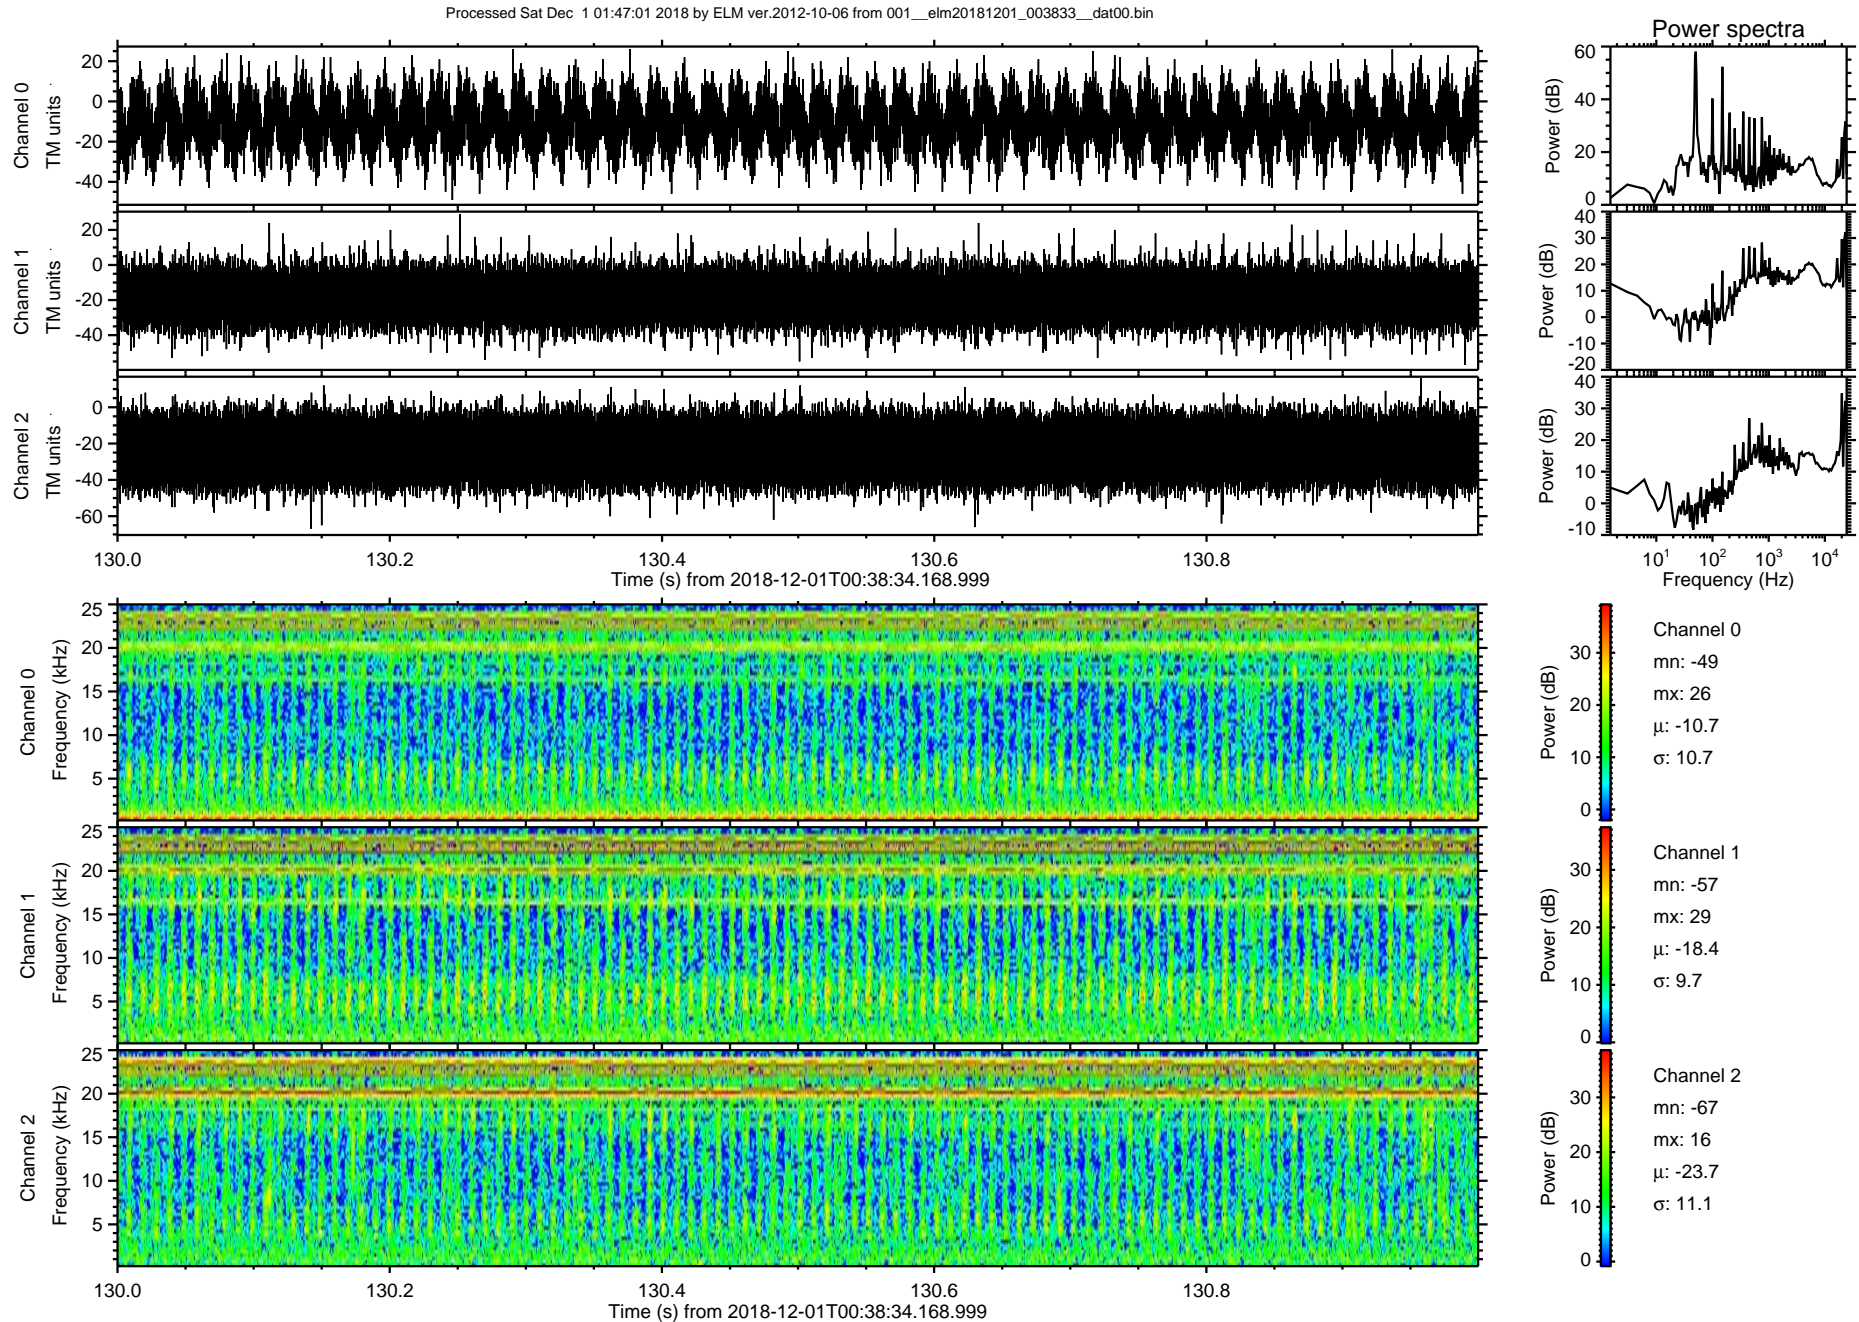 Processed Sat Dec  1 01:47:01 2018 by ELM ver.2012-10-06 from 001__elm20181201_003833__dat00.bin
Power spectra
Channel 0
TM units
20
0
-20
-40
Power (dB)
60
40
20
0
Channel 1
TM units
20
0
-20
-40
Power (dB)
40
30
20
10
0
-10
-20
Channel 2
TM units
0
-20
-40
-60
Power (dB)
40
30
20
10
0
-10
130.0 130.2 130.4 130.6 130.8
Time (s) from 2018-12-01T00:38:34.168.999
10¹ 10² 10³ 10⁴
Frequency (Hz)
Channel 0
Frequency (kHz)
25
20
15
10
5
Power (dB)
30
20
10
0
Channel 0
mn: -49
mx: 26
µ: -10.7
σ: 10.7
Channel 1
Frequency (kHz)
25
20
15
10
5
Power (dB)
30
20
10
0
Channel 1
mn: -57
mx: 29
µ: -18.4
σ: 9.7
Channel 2
Frequency (kHz)
25
20
15
10
5
Power (dB)
30
20
10
0
Channel 2
mn: -67
mx: 16
µ: -23.7
σ: 11.1
130.0 130.2 130.4 130.6 130.8
Time (s) from 2018-12-01T00:38:34.168.999